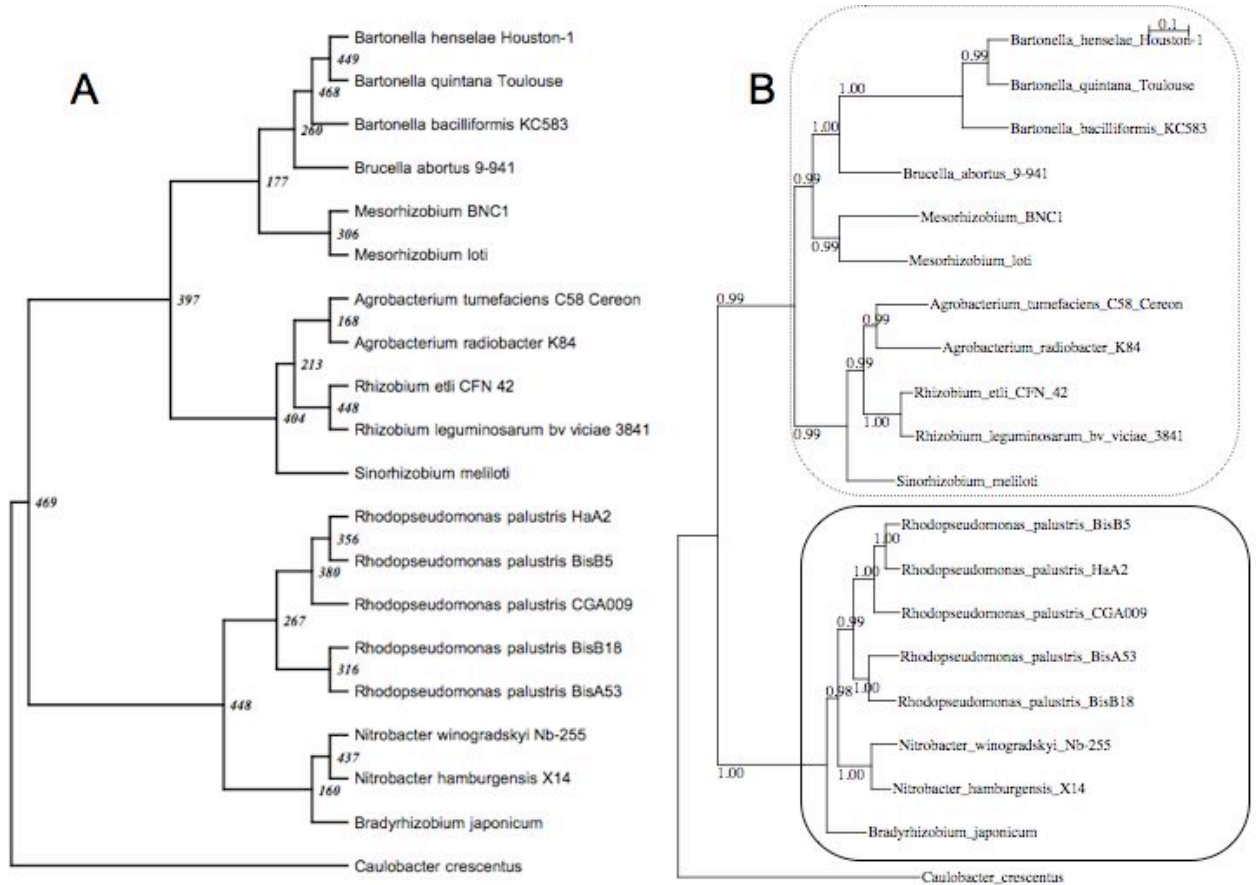 A
Bartonella henselae Houston-1
449
Bartonella quintana Toulouse
468
Bartonella bacilliformis KC583
260
Brucella abortus 9-941
177
Mesorhizobium BNC1
306
Mesorhizobium loti
397
Agrobacterium tumefaciens C58 Cereon
168
Agrobacterium radiobacter K84
213
Rhizobium etli CFN 42
448
404
Rhizobium leguminosarum bv viciae 3841
Sinorhizobium meliloti
469
Rhodopseudomonas palustris HaA2
356
Rhodopseudomonas palustris BisB5
380
Rhodopseudomonas palustris CGA009
267
Rhodopseudomonas palustris BisB18
316
Rhodopseudomonas palustris BisA53
448
Nitrobacter winogradskyi Nb-255
437
Nitrobacter hamburgensis X14
160
Bradyrhizobium japonicum
Caulobacter crescentus
B
0.1
Bartonella_henselae_Houston-1
0.99
Bartonella_quintana_Toulouse
1.00
Bartonella_bacilliformis_KC583
1.00
Brucella_abortus_9-941
0.99
Mesorhizobium_BNC1
0.99
Mesorhizobium_loti
0.99
Agrobacterium_tumefaciens_C58_Cereon
0.99
Agrobacterium_radiobacter_K84
0.99
Rhizobium_etli_CFN_42
1.00
Rhizobium_leguminosarum_bv_viciae_3841
0.99
Sinorhizobium_meliloti
Rhodopseudomonas_palustris_BisB5
1.00
Rhodopseudomonas_palustris_HaA2
1.00
Rhodopseudomonas_palustris_CGA009
0.99
Rhodopseudomonas_palustris_BisA53
1.00
0.98
Rhodopseudomonas_palustris_BisB18
Nitrobacter_winogradskyi_Nb-255
1.00
1.00
Nitrobacter_hamburgensis_X14
Bradyrhizobium_japonicum
Caulobacter_crescentus